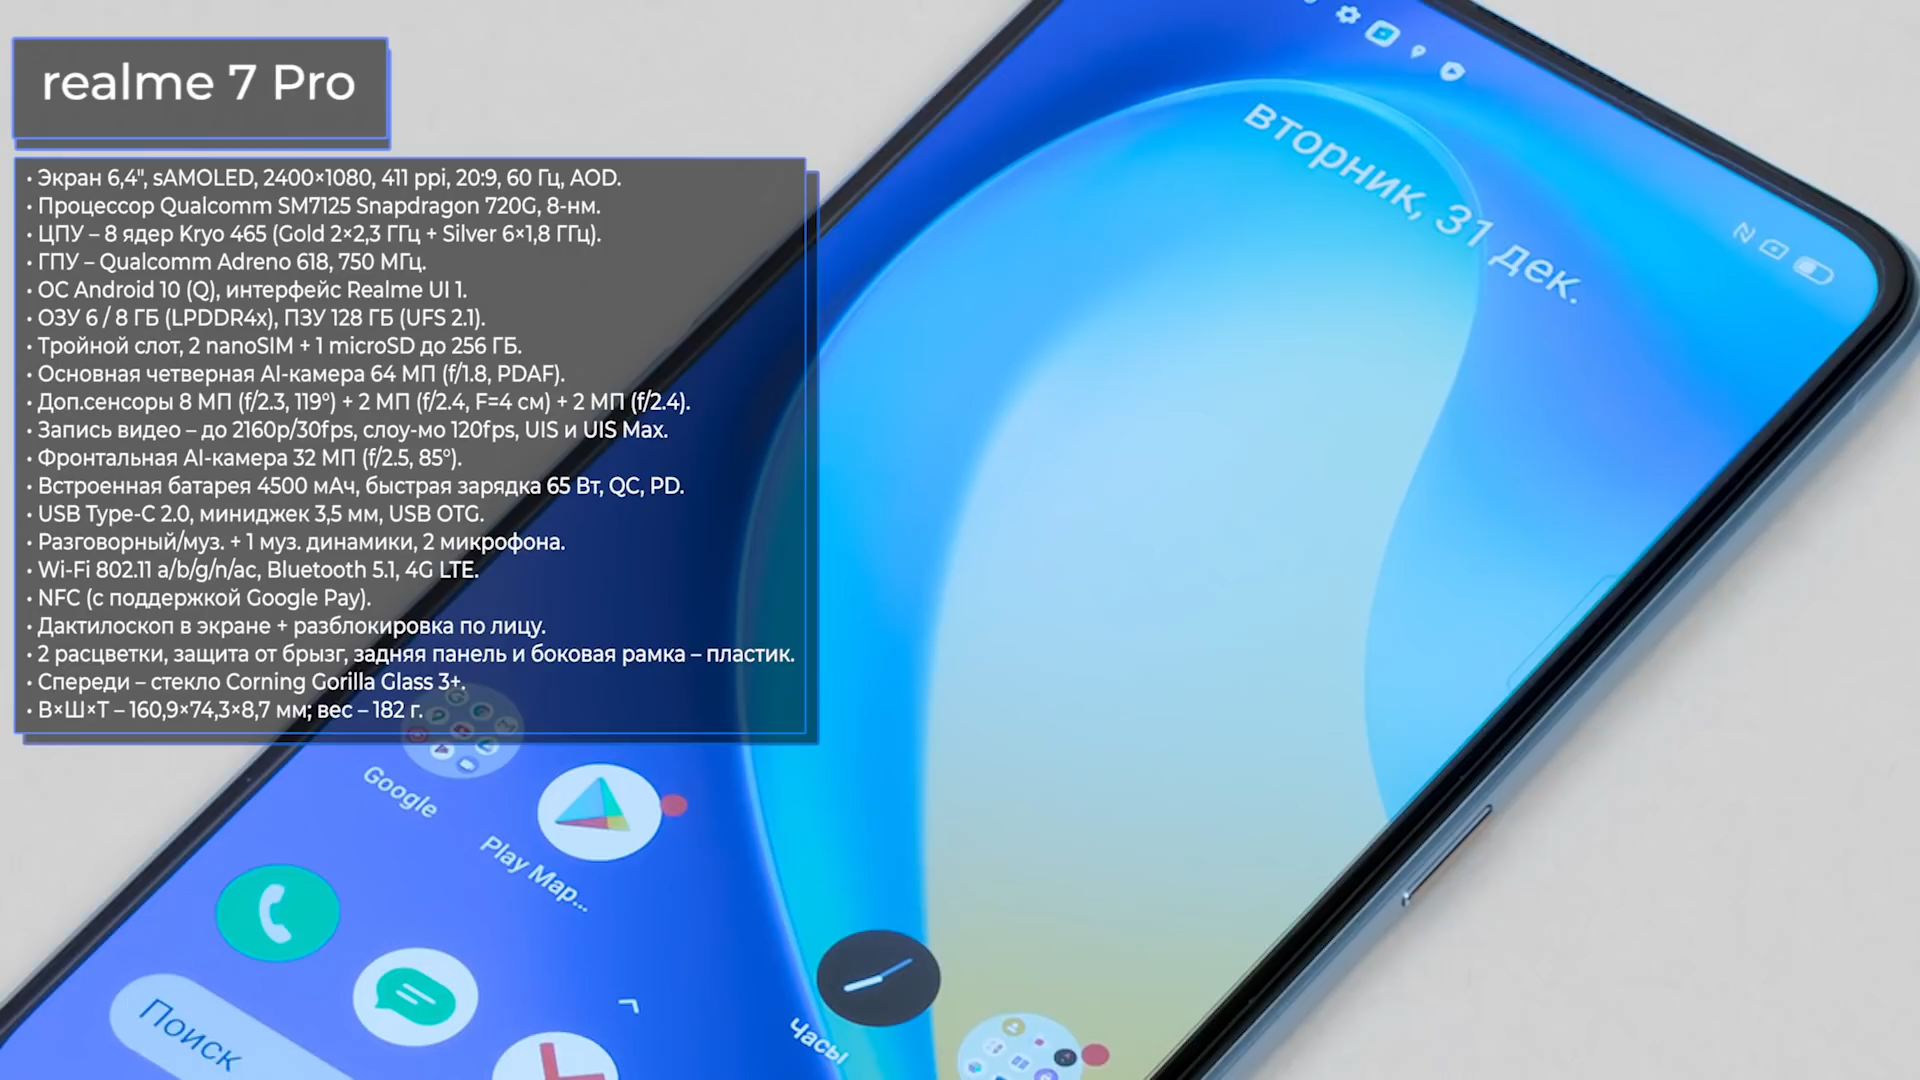 realme 7 Pro
• Экран 6,4", sAMOLED, 2400×1080, 411 ppi, 20:9, 60 Гц, AOD.
• Процессор Qualcomm SM7125 Snapdragon 720G, 8-нм.
• ЦПУ – 8 ядер Kryo 465 (Gold 2×2,3 ГГц + Silver 6×1,8 ГГц).
• ГПУ – Qualcomm Adreno 618, 750 МГц.
• ОС Android 10 (Q), интерфейс Realme UI 1.
• ОЗУ 6 / 8 ГБ (LPDDR4x), ПЗУ 128 ГБ (UFS 2.1).
• Тройной слот, 2 nanoSIM + 1 microSD до 256 ГБ.
• Основная четверная AI-камера 64 МП (f/1.8, PDAF).
• Доп.сенсоры 8 МП (f/2.3, 119°) + 2 МП (f/2.4, F=4 см) + 2 МП (f/2.4).
• Запись видео – до 2160p/30fps, слоу-мо 120fps, UIS и UIS Max.
• Фронтальная AI-камера 32 МП (f/2.5, 85°).
• Встроенная батарея 4500 мАч, быстрая зарядка 65 Вт, QC, PD.
• USB Type-C 2.0, миниджек 3,5 мм, USB OTG.
• Разговорный/муз. + 1 муз. динамики, 2 микрофона.
• Wi-Fi 802.11 a/b/g/n/ac, Bluetooth 5.1, 4G LTE.
• NFC (с поддержкой Google Pay).
• Дактилоскоп в экране + разблокировка по лицу.
• 2 расцветки, защита от брызг, задняя панель и боковая рамка – пластик.
• Спереди – стекло Corning Gorilla Glass 3+.
• В×Ш×Т – 160,9×74,3×8,7 мм; вес – 182 г.
вторник, 31 дек.
Google
Play Мар...
Часы
Поиск